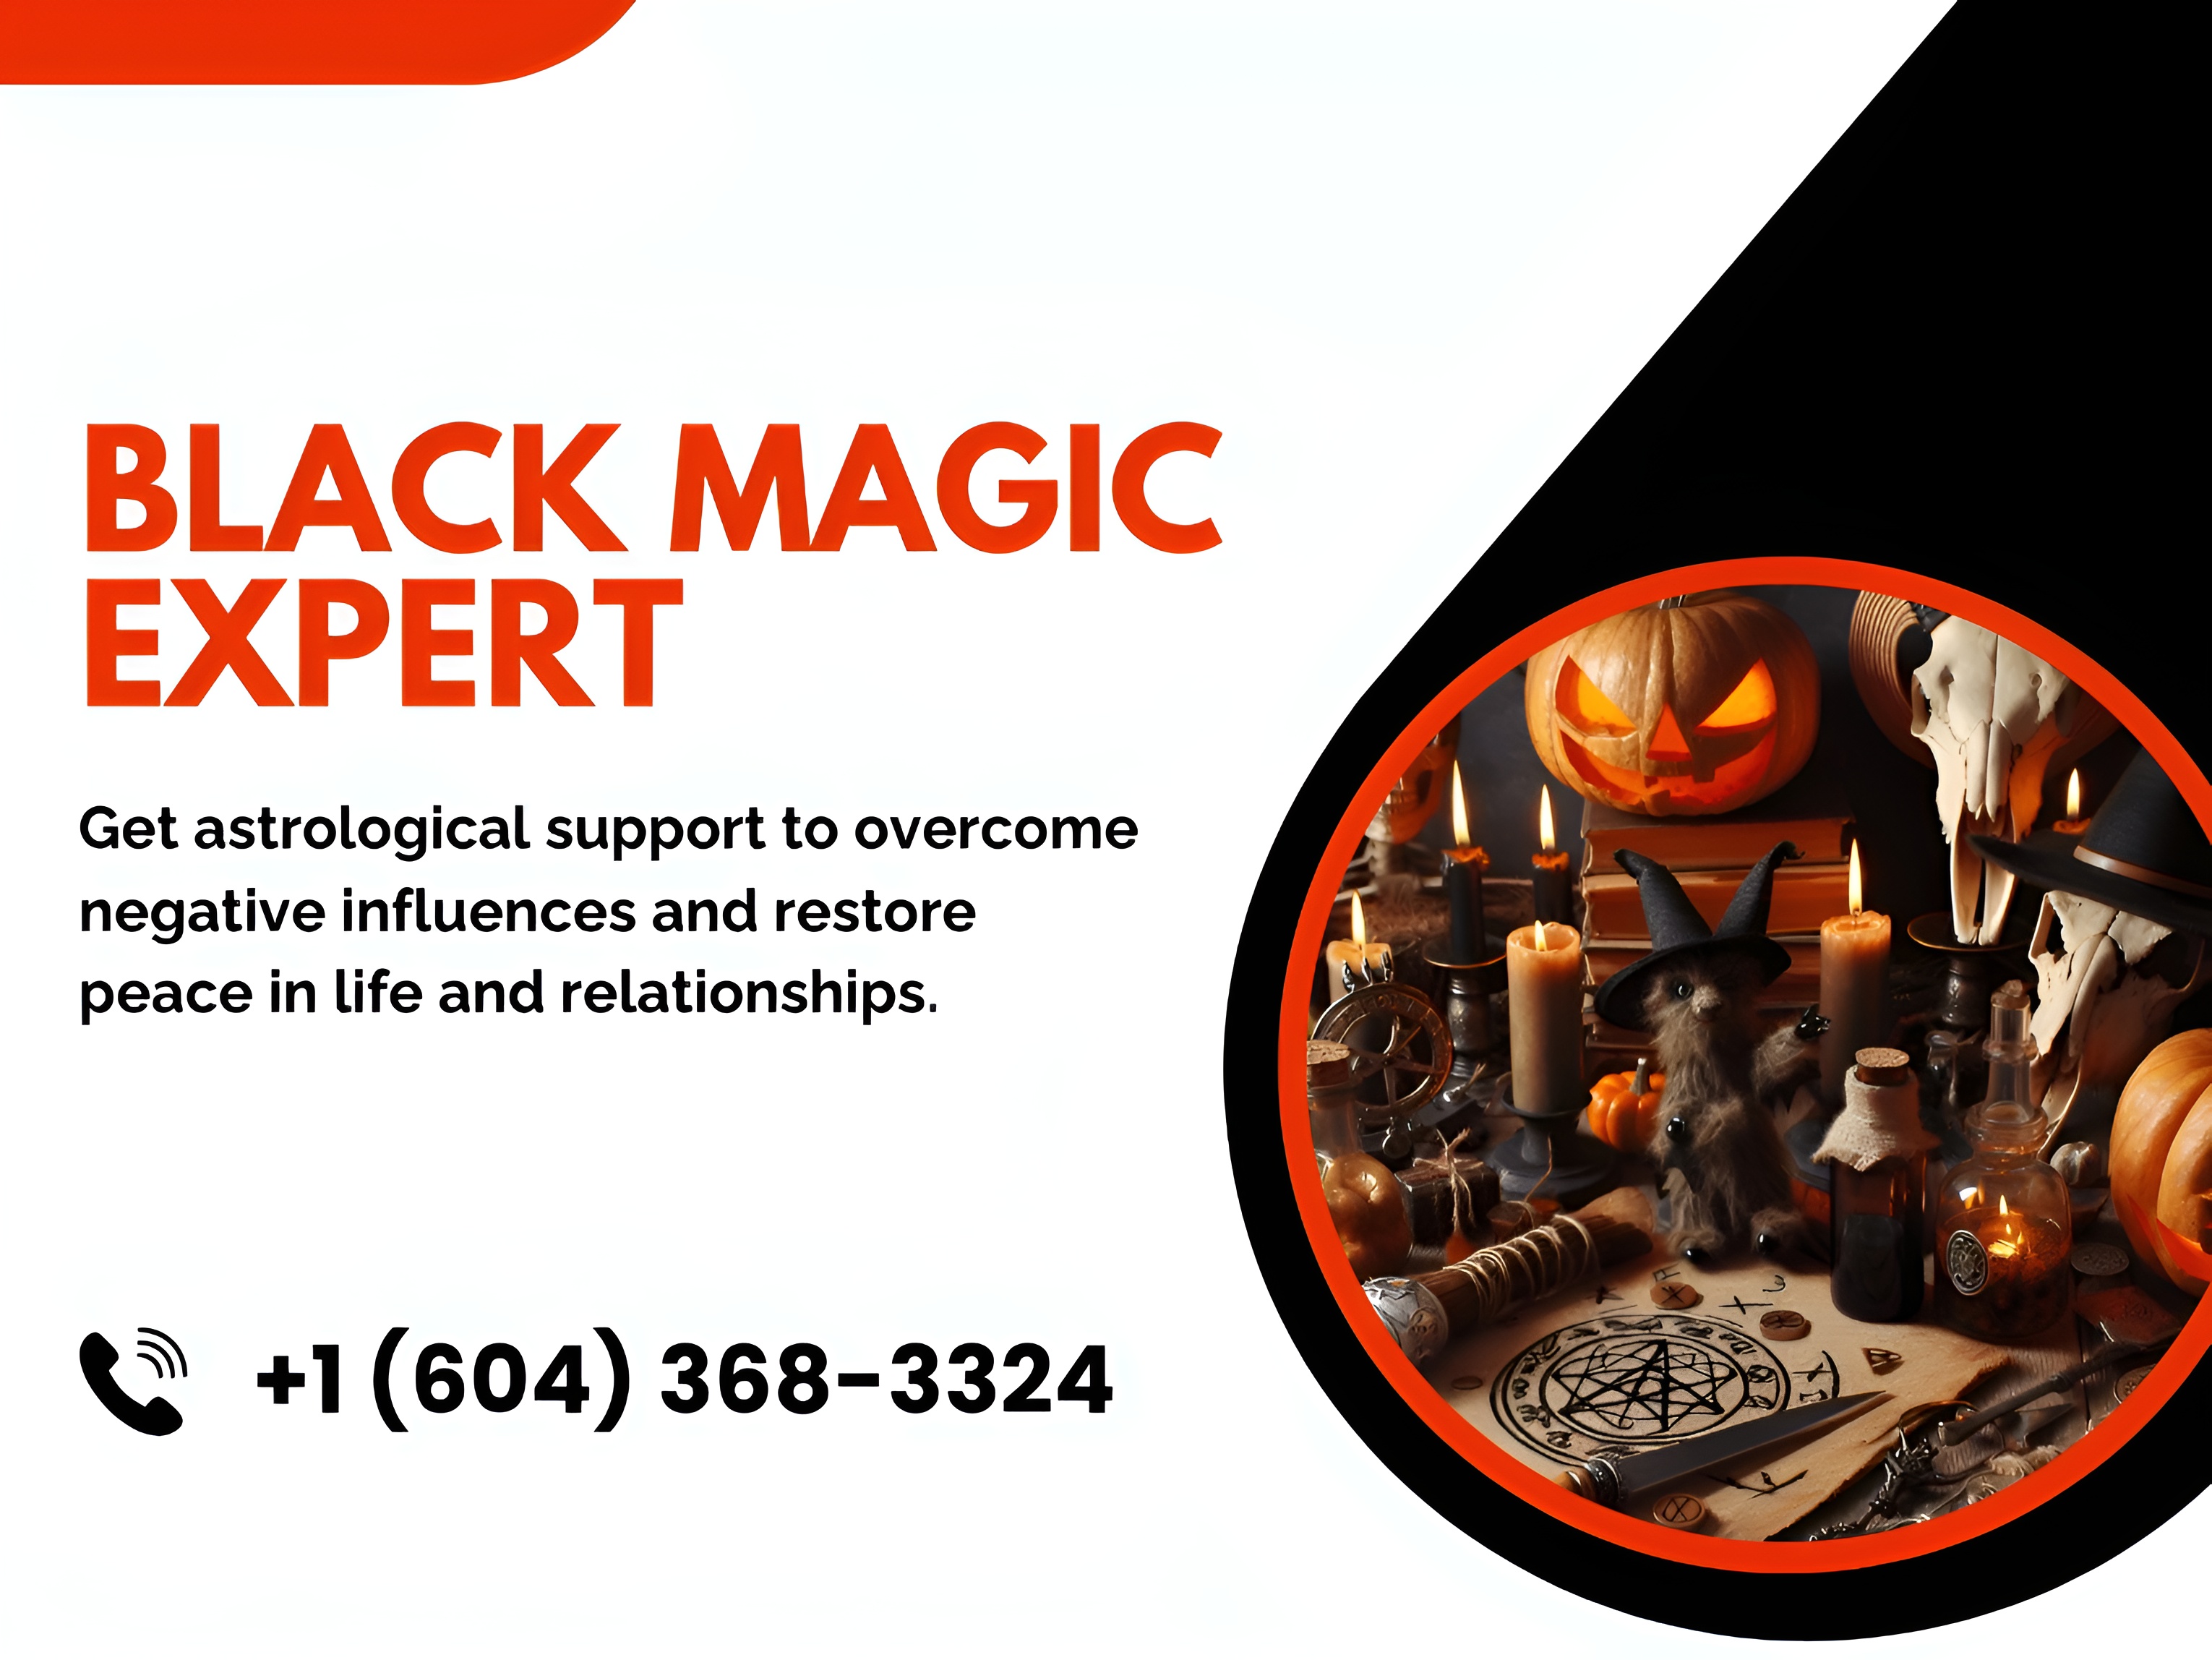 BLACK MAGIC
EXPERT
Get astrological support to overcome
negative influences and restore
peace in life and relationships.
+1 (604) 368-3324